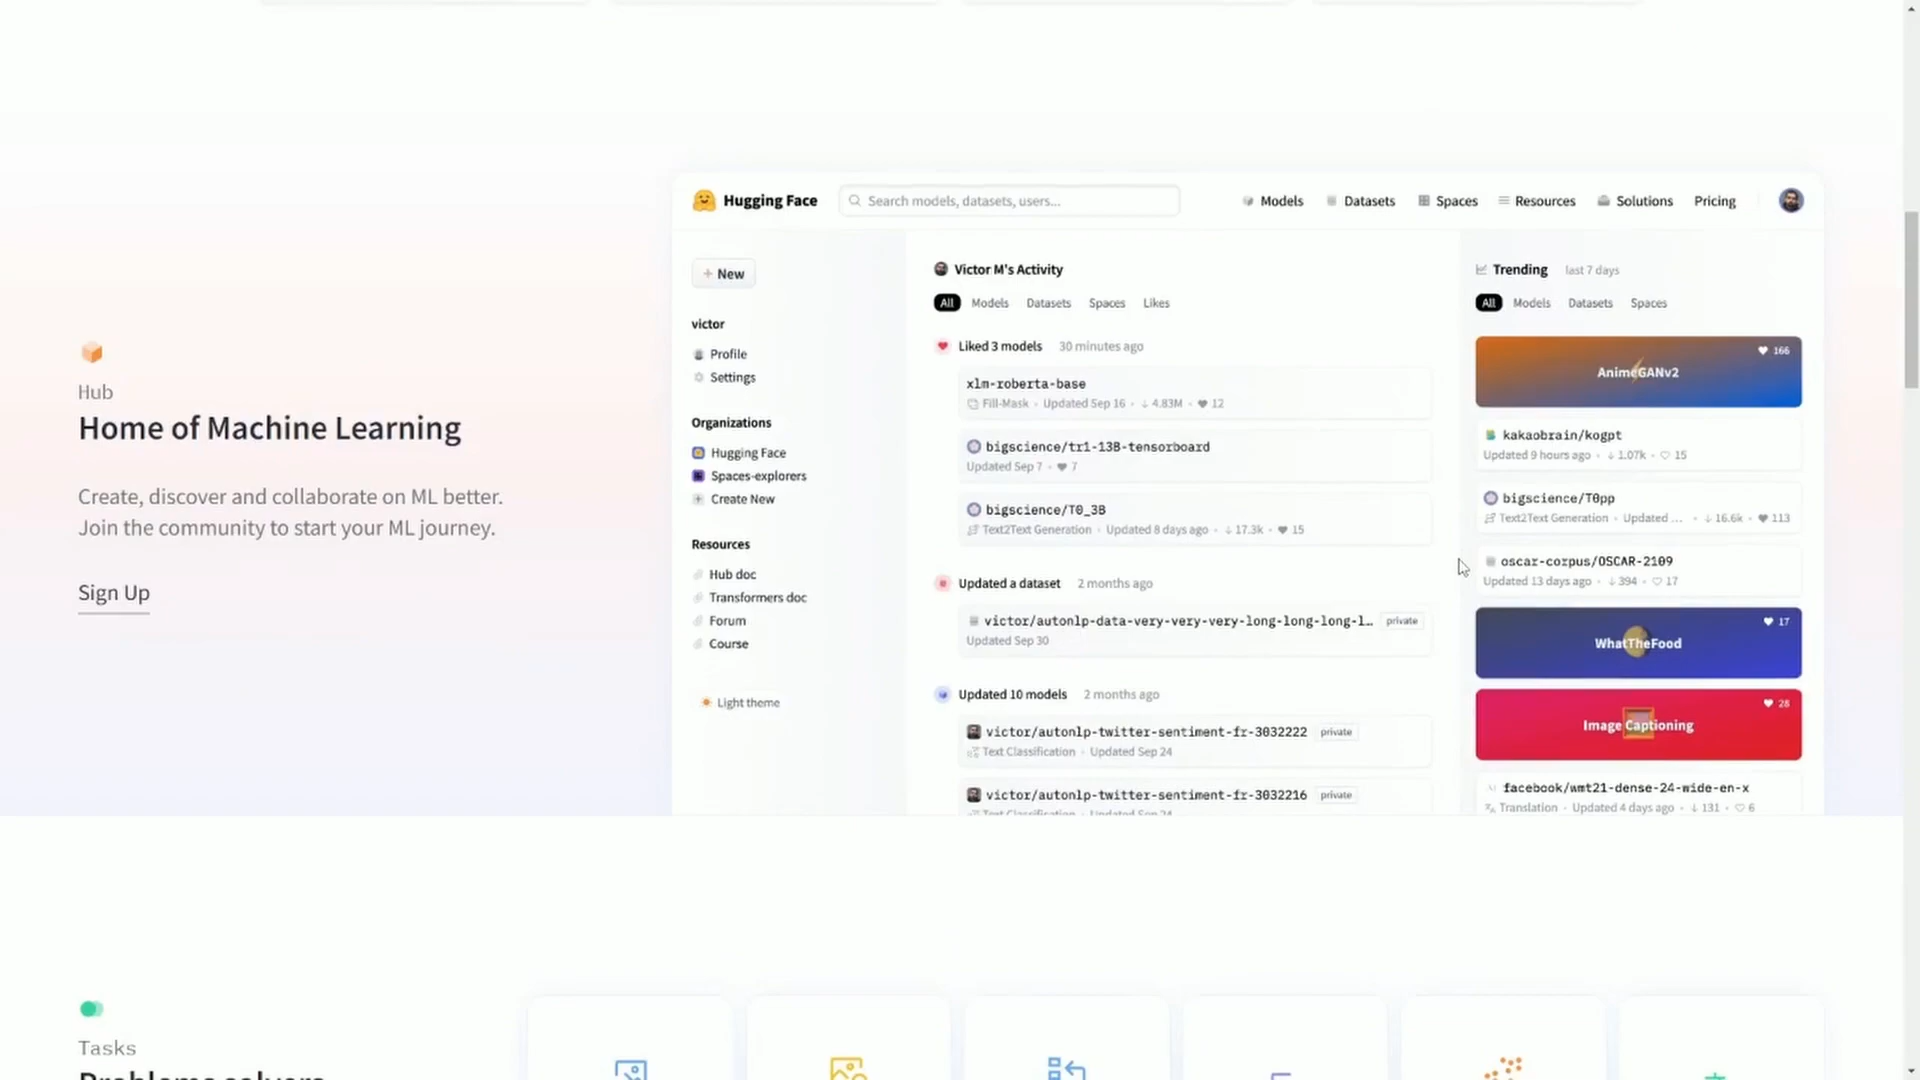 Hub
Home of Machine Learning
Create, discover and collaborate on ML better.
Join the community to start your ML journey.
Sign Up
Hugging Face
Search models, datasets, users...
Models
Datasets
Spaces
Resources
Solutions
Pricing
+ New
victor
Profile
Settings
Organizations
Hugging Face
Spaces-explorers
Create New
Resources
Hub doc
Transformers doc
Forum
Course
Light theme
Victor M's Activity
All Models Datasets Spaces Likes
Liked 3 models 30 minutes ago
xlm-roberta-base
Fill-Mask • Updated Sep 16 • ↓ 4.83M • ♥ 12
bigscience/tr1-13B-tensorboard
Updated Sep 7 • ♥ 7
bigscience/T0_3B
Text2Text Generation • Updated 8 days ago • ↓ 17.3k • ♥ 15
Updated a dataset 2 months ago
victor/autonlp-data-very-very-very-long-long-long-l… private
Updated Sep 30
Updated 10 models 2 months ago
victor/autonlp-twitter-sentiment-fr-3032222 private
Text Classification • Updated Sep 24
victor/autonlp-twitter-sentiment-fr-3032216 private
Text Classification • Updated Sep 24
Trending last 7 days
All Models Datasets Spaces
♥ 166
AnimeGANv2
kakaobrain/kogpt
Updated 9 hours ago • ↓ 1.07k • ♡ 15
bigscience/T0pp
Text2Text Generation • Updated ... • ↓ 16.6k • ♥ 113
oscar-corpus/OSCAR-2109
Updated 13 days ago • ↓ 394 • ♡ 17
♥ 17
WhatTheFood
♥ 28
Image Captioning
facebook/wmt21-dense-24-wide-en-x
Translation • Updated 4 days ago • ↓ 131 • ♡ 6
Tasks
Problems solvers